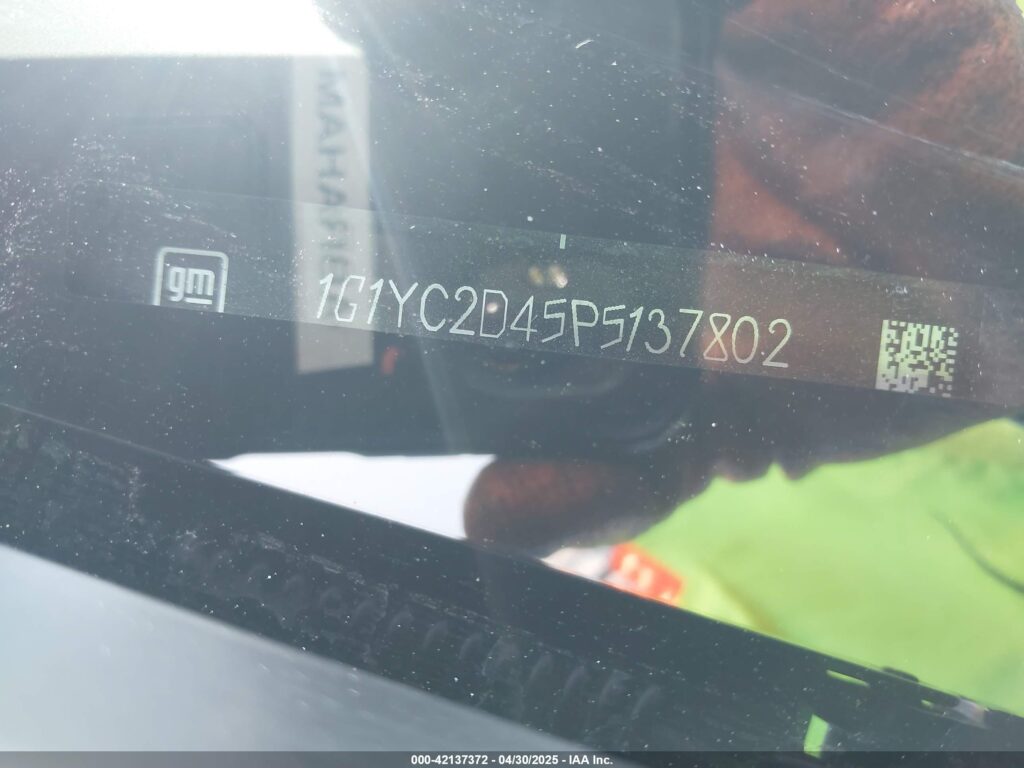 gm
1G1YC2D45P5137802
000-42137372 - 04/30/2025 - IAA Inc.